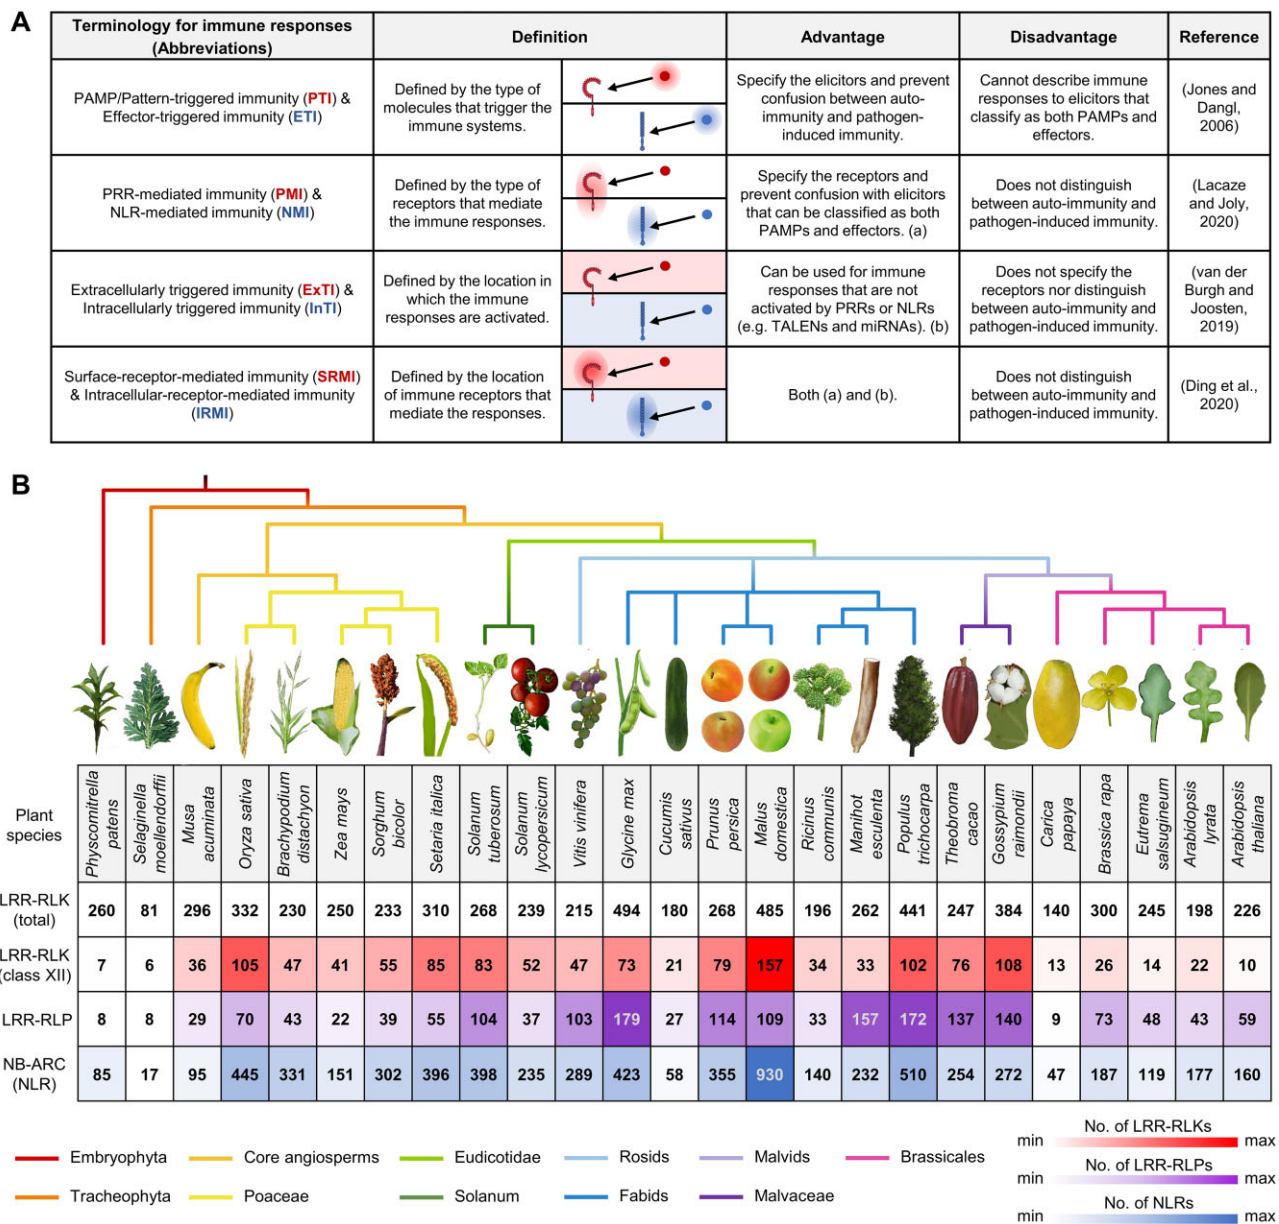 A
Terminology for immune responses
(Abbreviations)
Definition
Advantage
Disadvantage
Reference
PAMP/Pattern-triggered immunity (PTI) &
Effector-triggered immunity (ETI)
Defined by the type of
molecules that trigger the
immune systems.
Specify the elicitors and prevent
confusion between auto-
immunity and pathogen-
induced immunity.
Cannot describe immune
responses to elicitors that
classify as both PAMPs and
effectors.
(Jones and
Dangl,
2006)
PRR-mediated immunity (PMI) &
NLR-mediated immunity (NMI)
Defined by the type of
receptors that mediate
the immune responses.
Specify the receptors and
prevent confusion with elicitors
that can be classified as both
PAMPs and effectors. (a)
Does not distinguish
between auto-immunity and
pathogen-induced immunity.
(Lacaze
and Joly,
2020)
Extracellularly triggered immunity (ExTI) &
Intracellularly triggered immunity (InTI)
Defined by the location in
which the immune
responses are activated.
Can be used for immune
responses that are not
activated by PRRs or NLRs
(e.g. TALENs and miRNAs). (b)
Does not specify the
receptors nor distinguish
between auto-immunity and
pathogen-induced immunity.
(van der
Burgh and
Joosten,
2019)
Surface-receptor-mediated immunity (SRMI)
& Intracellular-receptor-mediated immunity
(IRMI)
Defined by the location
of immune receptors that
mediate the responses.
Both (a) and (b).
Does not distinguish
between auto-immunity and
pathogen-induced immunity.
(Ding et al.,
2020)
B
Plant
species
Physcomitrella
patens
Selaginella
moellendorffii
Musa
acuminata
Oryza sativa
Brachypodium
distachyon
Zea mays
Sorghum
bicolor
Setaria italica
Solanum
tuberosum
Solanum
lycopersicum
Vitis vinifera
Glycine max
Cucumis
sativus
Prunus
persica
Malus
domestica
Ricinus
communis
Manihot
esculenta
Populus
trichocarpa
Theobroma
cacao
Gossypium
raimondii
Carica
papaya
Brassica rapa
Eutrema
salsugineum
Arabidopsis
lyrata
Arabidopsis
thaliana
LRR-RLK
(total)
260 81 296 332 230 250 233 310 268 239 215 494 180 268 485 196 262 441 247 384 140 300 245 198 226
LRR-RLK
(class XII)
7 6 36 105 47 41 55 85 83 52 47 73 21 79 157 34 33 102 76 108 13 26 14 22 10
LRR-RLP
8 8 29 70 43 22 39 55 104 37 103 179 27 114 109 33 157 172 137 140 9 73 48 43 59
NB-ARC
(NLR)
85 17 95 445 331 151 302 396 398 235 289 423 58 355 930 140 232 510 254 272 47 187 119 177 160
Embryophyta
Core angiosperms
Eudicotidae
Rosids
Malvids
Brassicales
Tracheophyta
Poaceae
Solanum
Fabids
Malvaceae
No. of LRR-RLKs
min max
No. of LRR-RLPs
min max
No. of NLRs
min max